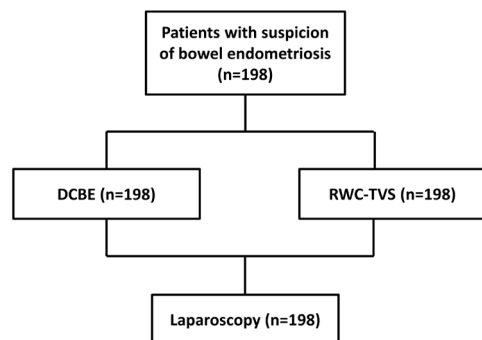 Patients with suspicion
of bowel endometriosis
(n=198)
DCBE (n=198)
RWC-TVS (n=198)
Laparoscopy (n=198)